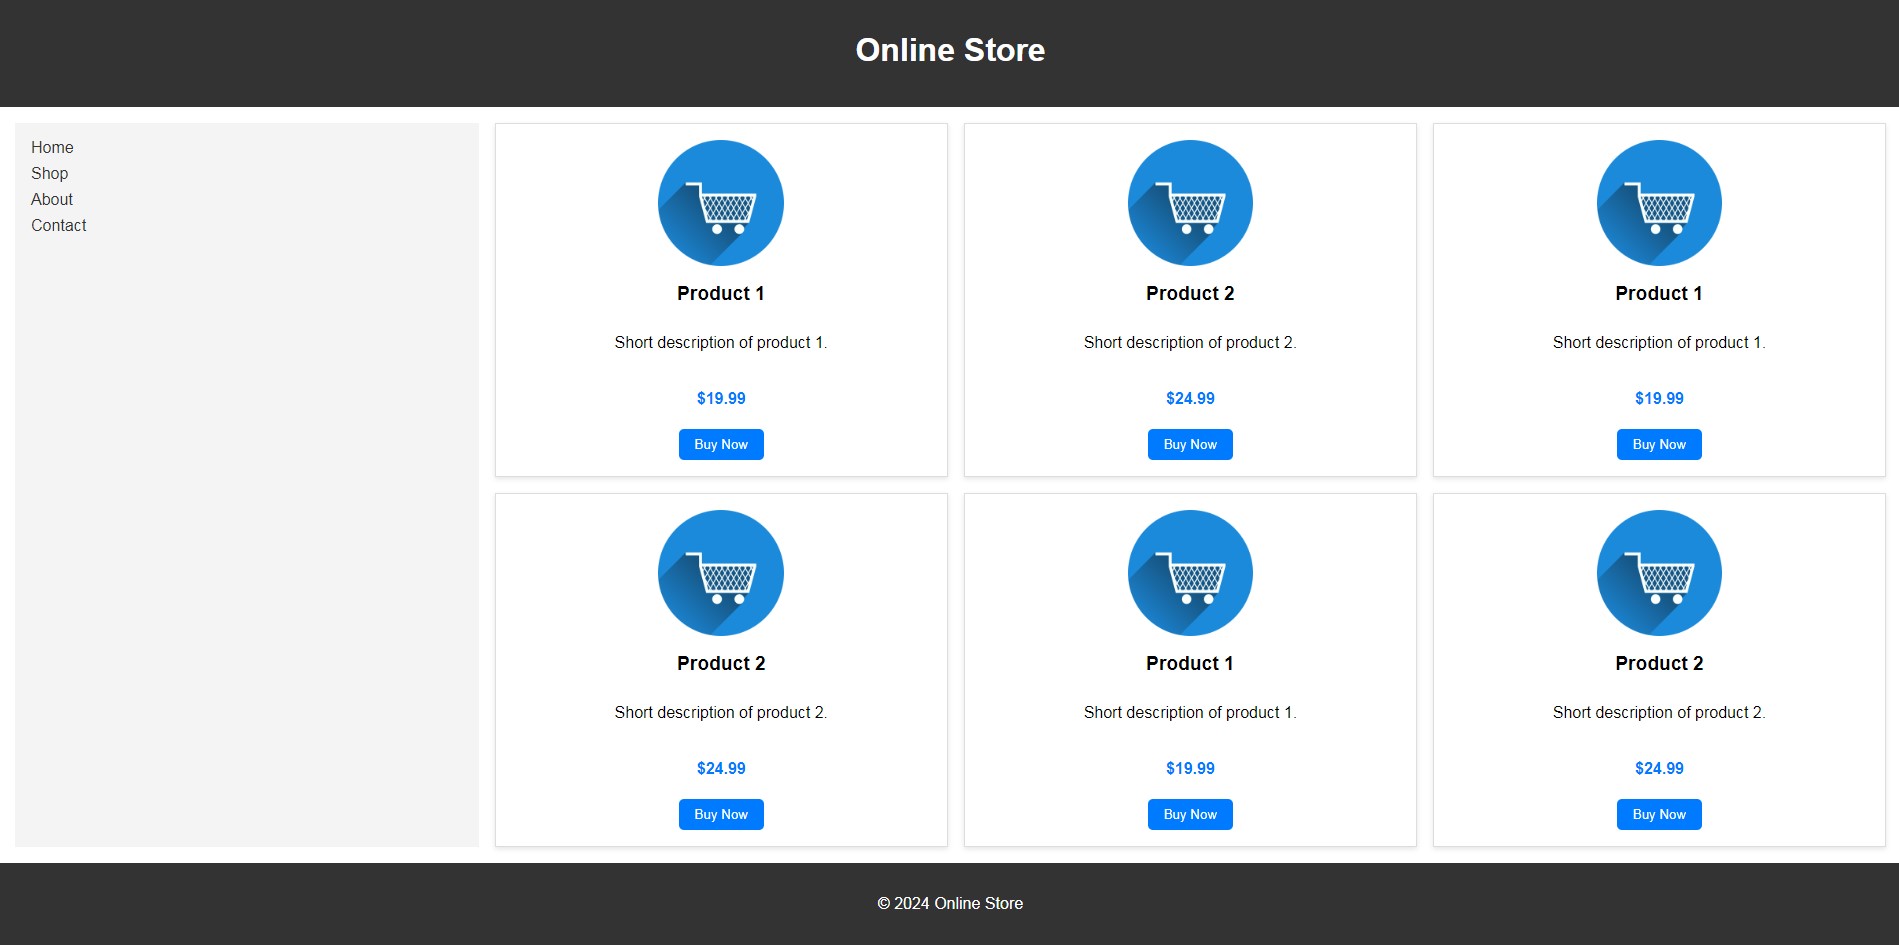 Online Store
Home
Shop
About
Contact
Product 1
Short description of product 1.
$19.99
Buy Now
Product 2
Short description of product 2.
$24.99
Buy Now
Product 1
Short description of product 1.
$19.99
Buy Now
Product 2
Short description of product 2.
$24.99
Buy Now
Product 1
Short description of product 1.
$19.99
Buy Now
Product 2
Short description of product 2.
$24.99
Buy Now
© 2024 Online Store